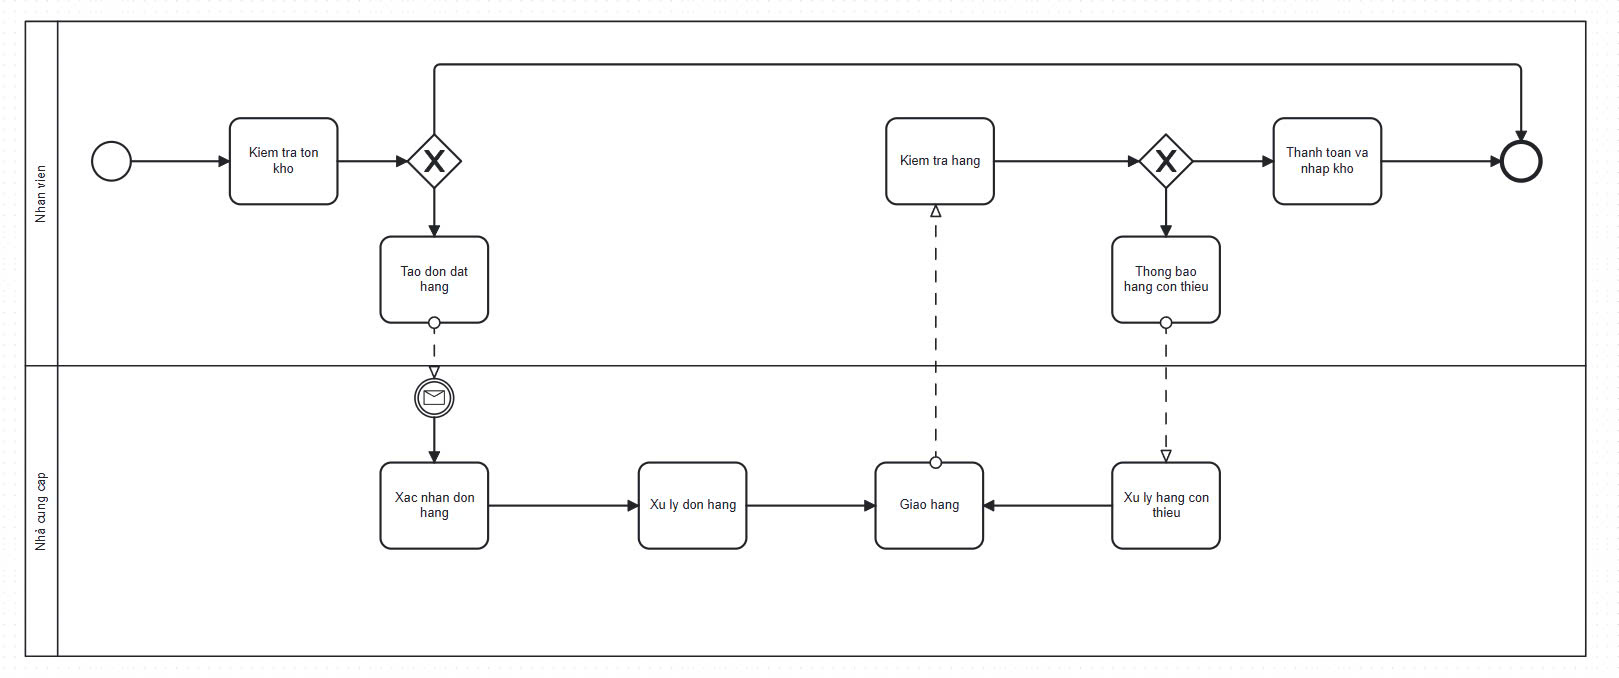 Nhan vien
Kiem tra ton
kho
Tao don dat
hang
Kiem tra hang
Thanh toan va
nhap kho
Thong bao
hang con thieu
Nhà cung cap
Xac nhan don
hang
Xu ly don hang
Giao hang
Xu ly hang con
thieu